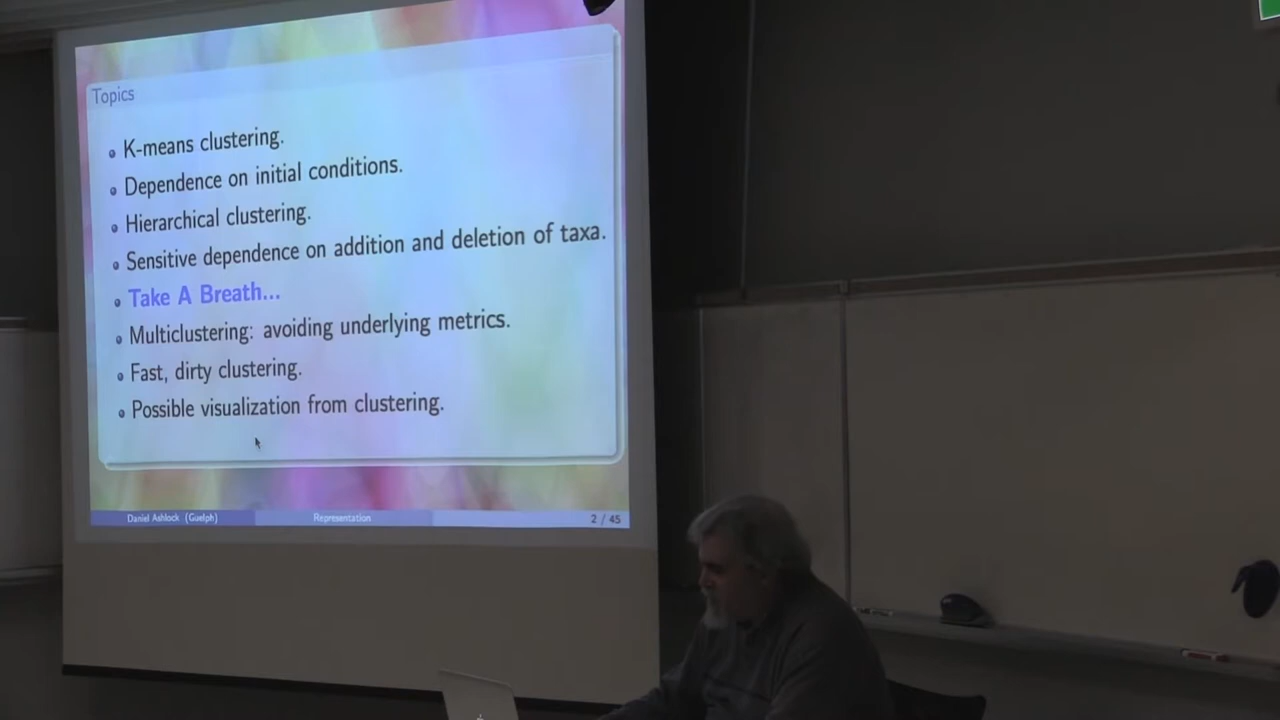 Topics
K-means clustering.
Dependence on initial conditions.
Hierarchical clustering.
Sensitive dependence on addition and deletion of taxa.
Take A Breath...
Multiclustering: avoiding underlying metrics.
Fast, dirty clustering.
Possible visualization from clustering.
Daniel Ashlock (Guelph) Representation 2 / 45